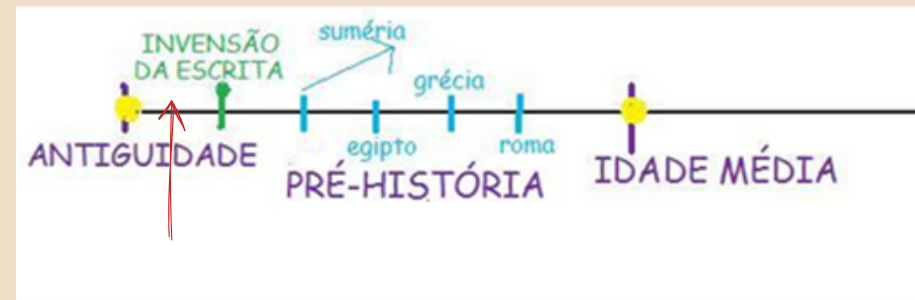 INVENSÃO
DA ESCRITA
suméria
grécia
ANTIGUIDADE
egipto
roma
PRÉ-HISTÓRIA
IDADE MÉDIA